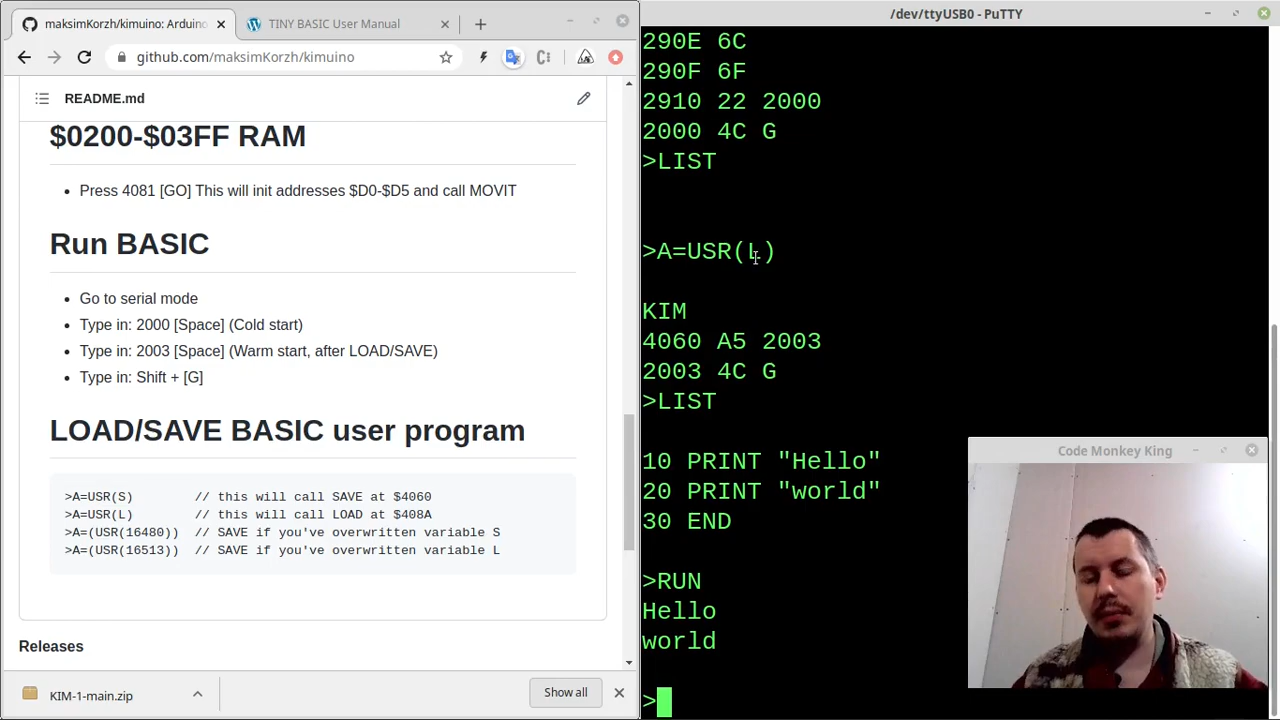 maksimKorzh/kimuino: Arduino
TINY BASIC User Manual
github.com/maksimKorzh/kimuino
README.md
$0200-$03FF RAM
Press 4081 [GO] This will init addresses $D0-$D5 and call MOVIT
Run BASIC
Go to serial mode
Type in: 2000 [Space] (Cold start)
Type in: 2003 [Space] (Warm start, after LOAD/SAVE)
Type in: Shift + [G]
LOAD/SAVE BASIC user program
>A=USR(S) // this will call SAVE at $4060
>A=USR(L) // this will call LOAD at $408A
>A=(USR(16480)) // SAVE if you've overwritten variable S
>A=(USR(16513)) // SAVE if you've overwritten variable L
Releases
KIM-1-main.zip
Show all
/dev/ttyUSB0 - PuTTY
290E 6C
290F 6F
2910 22 2000
2000 4C G
>LIST
>A=USR(L)
KIM
4060 A5 2003
2003 4C G
>LIST
10 PRINT "Hello"
20 PRINT "world"
30 END
>RUN
Hello
world
>
Code Monkey King